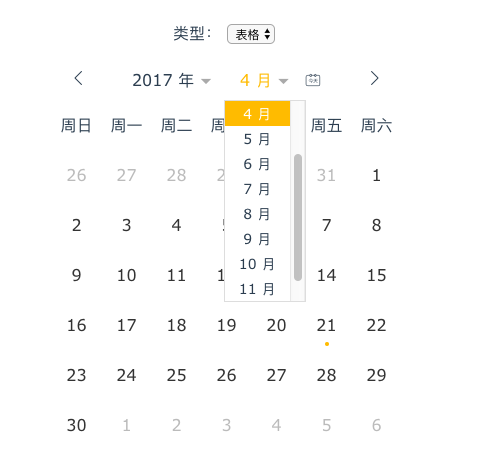 类型： 表格
2017 年 4 月 今天
周日 周一 周二 周五 周六
4 月
5 月
6 月
7 月
8 月
9 月
10 月
11 月
26 27 28 31 1
2 3 4 7 8
9 10 11 14 15
16 17 18 19 20 21 22
23 24 25 26 27 28 29
30 1 2 3 4 5 6